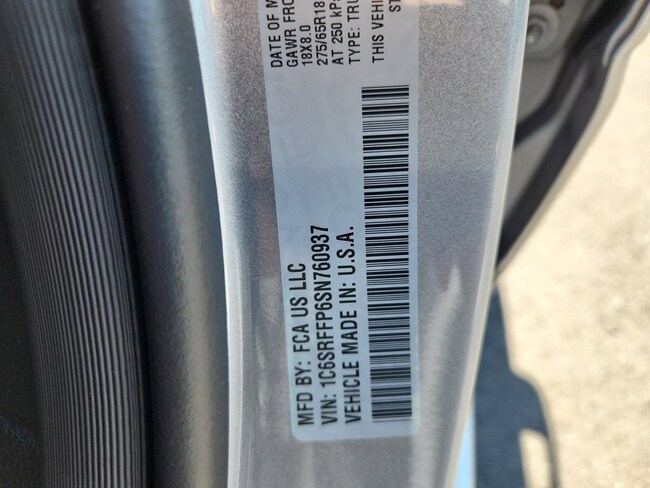 MFD BY: FCA US LLC
VIN: 1C6SRFFP6SN760937
VEHICLE MADE IN: U.S.A.
DATE OF M
GAWR FRO
18X8.0
275/65R18
AT 250 kPa
TYPE: TRU
THIS VEHI
ST